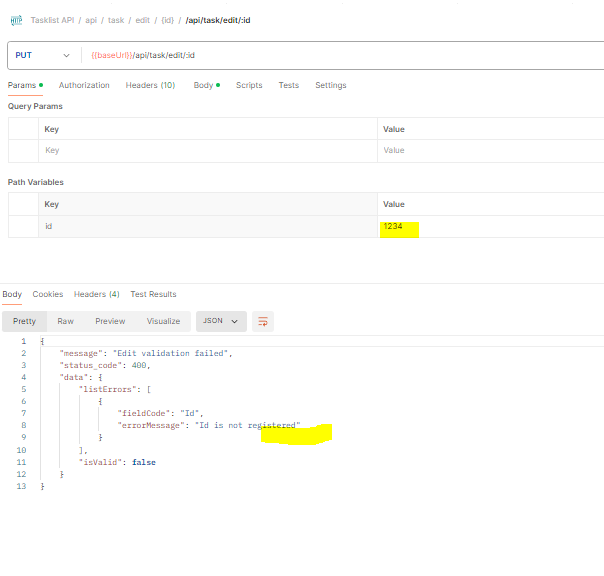 HTTP Tasklist API / api / task / edit / {id} / /api/task/edit/:id
PUT {{baseUrl}}/api/task/edit/:id
Params Authorization Headers (10) Body Scripts Tests Settings
Query Params
Key Value
Key Value
Path Variables
Key Value
id 1234
Body Cookies Headers (4) Test Results
Pretty Raw Preview Visualize JSON
1 {
2 "message": "Edit validation failed",
3 "status_code": 400,
4 "data": {
5 "listErrors": [
6 {
7 "fieldCode": "Id",
8 "errorMessage": "Id is not registered"
9 }
10 ],
11 "isValid": false
12 }
13 }